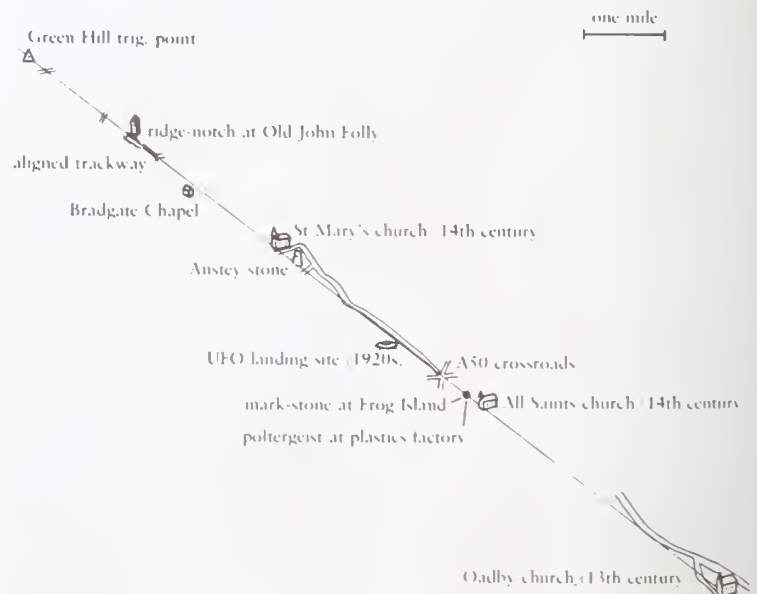 one mile
Green Hill trig. point
ridge-notch at Old John Folly
aligned trackway
Bradgate Chapel
St Mary's church (14th century)
Anstey stone
UFO landing site (1920s)
A50 crossroads
mark-stone at Frog Island
All Saints church (14th century)
poltergeist at plastics factory
Oadby church (13th century)